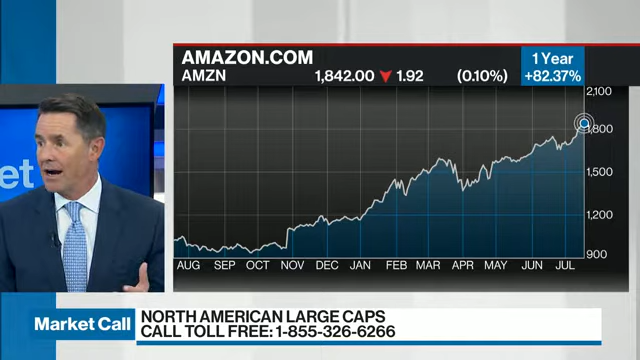 AMAZON.COM
AMZN 1,842.00 1.92 (0.10%)
1 Year
+82.37%
2,100
1,800
1,500
1,200
900
AUG SEP OCT NOV DEC JAN FEB MAR APR MAY JUN JUL
et
Market Call
NORTH AMERICAN LARGE CAPS
CALL TOLL FREE: 1-855-326-6266